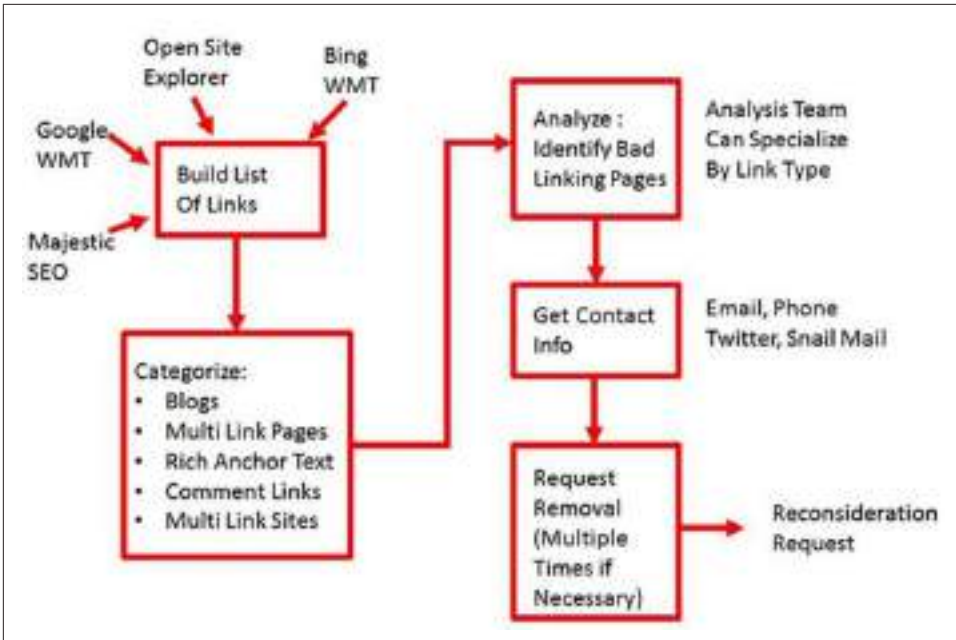 Open Site
Explorer
Bing
WMT
Google
WMT
Majestic
SEO
Build List
Of Links
Categorize:
• Blogs
• Multi Link Pages
• Rich Anchor Text
• Comment Links
• Multi Link Sites
Analyze :
Identify Bad
Linking Pages
Analysis Team
Can Specialize
By Link Type
Get Contact
Info
Email, Phone
Twitter, Snail Mail
Request
Removal
(Multiple
Times if
Necessary)
Reconsideration
Request